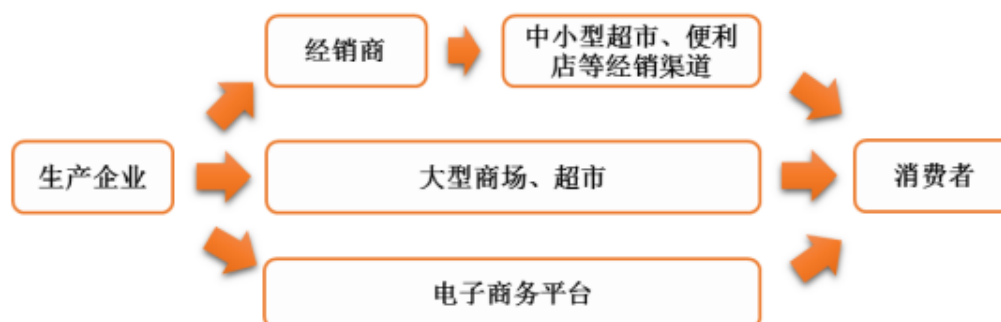 经销商
中小型超市、便利
店等经销渠道
生产企业
大型商场、超市
消费者
电子商务平台